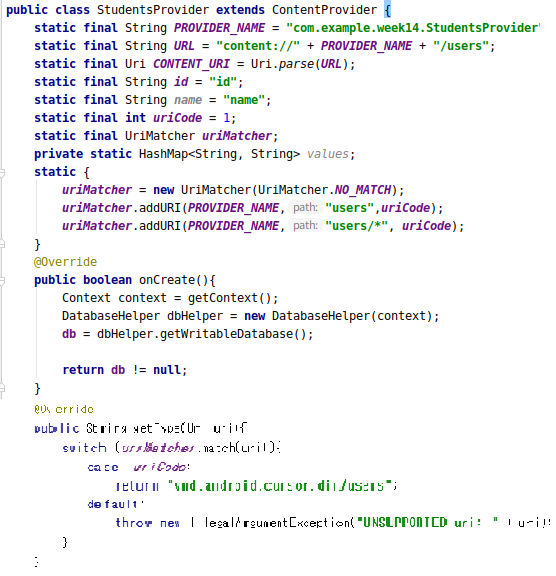 public class StudentsProvider extends ContentProvider {
static final String PROVIDER_NAME = "com.example.week14.StudentsProvider"
static final String URL = "content://" + PROVIDER_NAME + "/users";
static final Uri CONTENT_URI = Uri.parse(URL);
static final String id = "id";
static final String name = "name";
static final int uriCode = 1;
static final UriMatcher uriMatcher;
private static HashMap<String, String> values;
static {
uriMatcher = new UriMatcher(UriMatcher.NO_MATCH);
uriMatcher.addURI(PROVIDER_NAME, path: "users",uriCode);
uriMatcher.addURI(PROVIDER_NAME, path: "users/*", uriCode);
}
@Override
public boolean onCreate(){
Context context = getContext();
DatabaseHelper dbHelper = new DatabaseHelper(context);
db = dbHelper.getWritableDatabase();
return db != null;
}
@Override
public String getType(Uri uri){
switch (uriMatcher.match(uri)){
case uriCode:
return "vnd.android.cursor.dir/users";
default:
throw new IllegalArgumentException("UNSUPPORTED uri: " + uri)
}
}